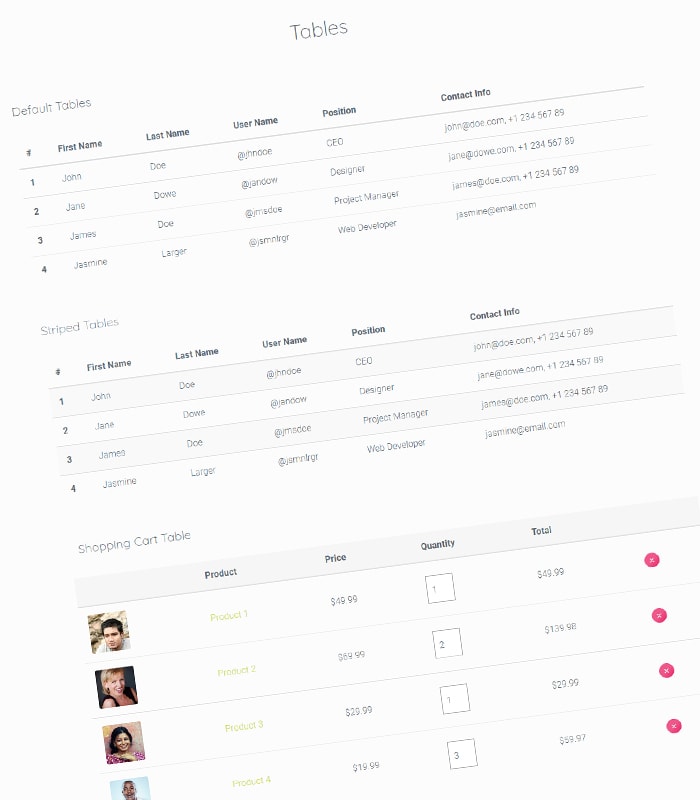 Tables
Default Tables
# First Name Last Name User Name Position Contact Info
1 John Doe @jhndoe CEO john@doe.com, +1 234 567 89
2 Jane Dowe @jandow Designer jane@dowe.com, +1 234 567 89
3 James Doe @jmsdoe Project Manager james@doe.com, +1 234 567 89
4 Jasmine Larger @jsmnlrgr Web Developer jasmine@email.com
Striped Tables
# First Name Last Name User Name Position Contact Info
1 John Doe @jhndoe CEO john@doe.com, +1 234 567 89
2 Jane Dowe @jandow Designer jane@dowe.com, +1 234 567 89
3 James Doe @jmsdoe Project Manager james@doe.com, +1 234 567 89
4 Jasmine Larger @jsmnlrgr Web Developer jasmine@email.com
Shopping Cart Table
Product Price Quantity Total
Product 1 $49.99 1 $49.99
Product 2 $69.99 2 $139.98
Product 3 $29.99 1 $29.99
Product 4 $19.99 3 $59.97